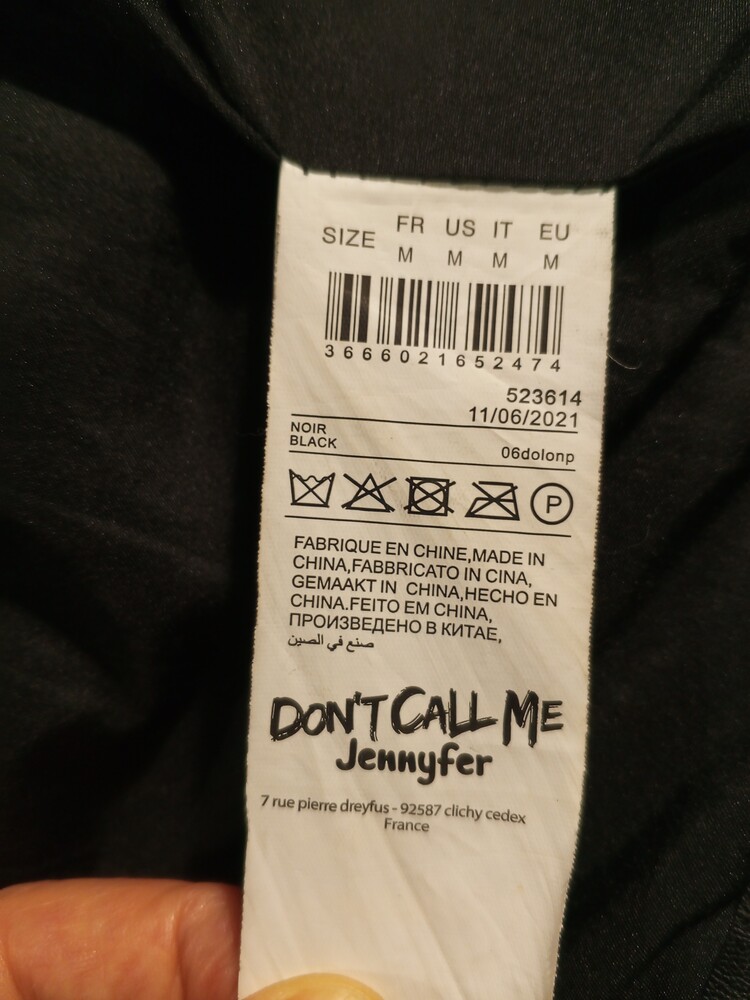 SIZE FR US IT EU
M M M M
3666021652474
523614
11/06/2021
NOIR
BLACK
06dolonp
P
FABRIQUE EN CHINE,MADE IN
CHINA,FABBRICATO IN CINA,
GEMAAKT IN CHINA,HECHO EN
CHINA.FEITO EM CHINA,
ПРОИЗВЕДЕНО В КИТАЕ,
صنع في الصين
DON'T CALL ME
Jennyfer
7 rue pierre dreyfus - 92587 clichy cedex
France